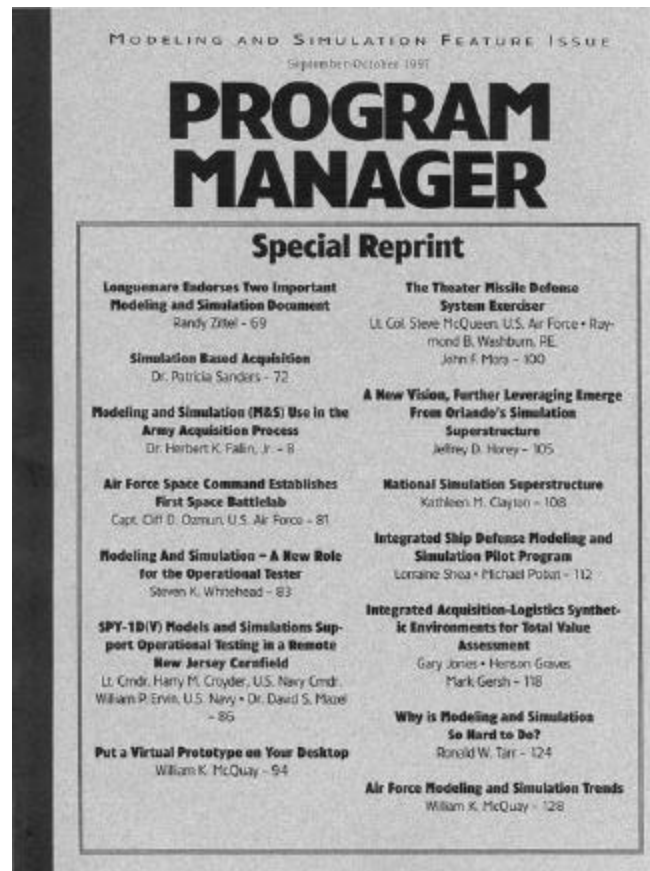 MODELING AND SIMULATION FEATURE ISSUE
September-October 1997
PROGRAM
MANAGER
Special Reprint
Longuemare Endorses Two Important
Modeling and Simulation Document
Randy Zittel – 69
Simulation Based Acquisition
Dr. Patricia Sanders – 72
Modeling and Simulation (M&S) Use in the
Army Acquisition Process
Dr. Herbert K. Fallin, Jr. – 8
Air Force Space Command Establishes
First Space Battlelab
Capt. Cliff D. Ozmun, U.S. Air Force – 81
Modeling And Simulation – A New Role
for the Operational Tester
Steven K. Whitehead – 83
SPY-1D(V) Models and Simulations Sup-
port Operational Testing in a Remote
New Jersey Cornfield
Lt. Cmdr. Harry M. Croyder, U.S. Navy Cmdr.
William P. Ervin, U.S. Navy • Dr. David S. Mazel
– 86
Put a Virtual Prototype on Your Desktop
William K. McQuay – 94
The Theater Missile Defense
System Exerciser
Lt. Col. Steve McQueen, U.S. Air Force • Ray-
mond B. Washburn, P.E.
John F. Mora – 100
A New Vision, Further Leveraging Emerge
From Orlando's Simulation
Superstructure
Jeffrey D. Horey – 105
National Simulation Superstructure
Kathleen M. Clayton – 108
Integrated Ship Defense Modeling and
Simulation Pilot Program
Lorraine Shea • Michael – 112
Integrated Acquisition-Logistics Synthet-
ic Environments for Total Value
Assessment
Gary Jones • Henson Graves
Mark Gersh – 118
Why is Modeling and Simulation
So Hard to Do?
Ronald W. Tarr – 124
Air Force Modeling and Simulation Trends
William K. McQuay – 128